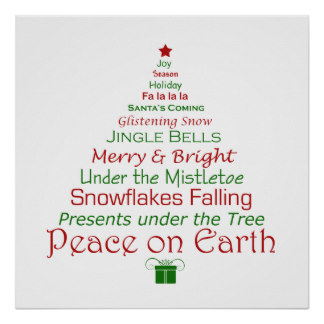 Joy
Season
Holiday
Fa la la la
Santa's Coming
Glistening Snow
Jingle Bells
Merry & Bright
Under the Mistletoe
Snowflakes Falling
Presents under the Tree
Peace on Earth